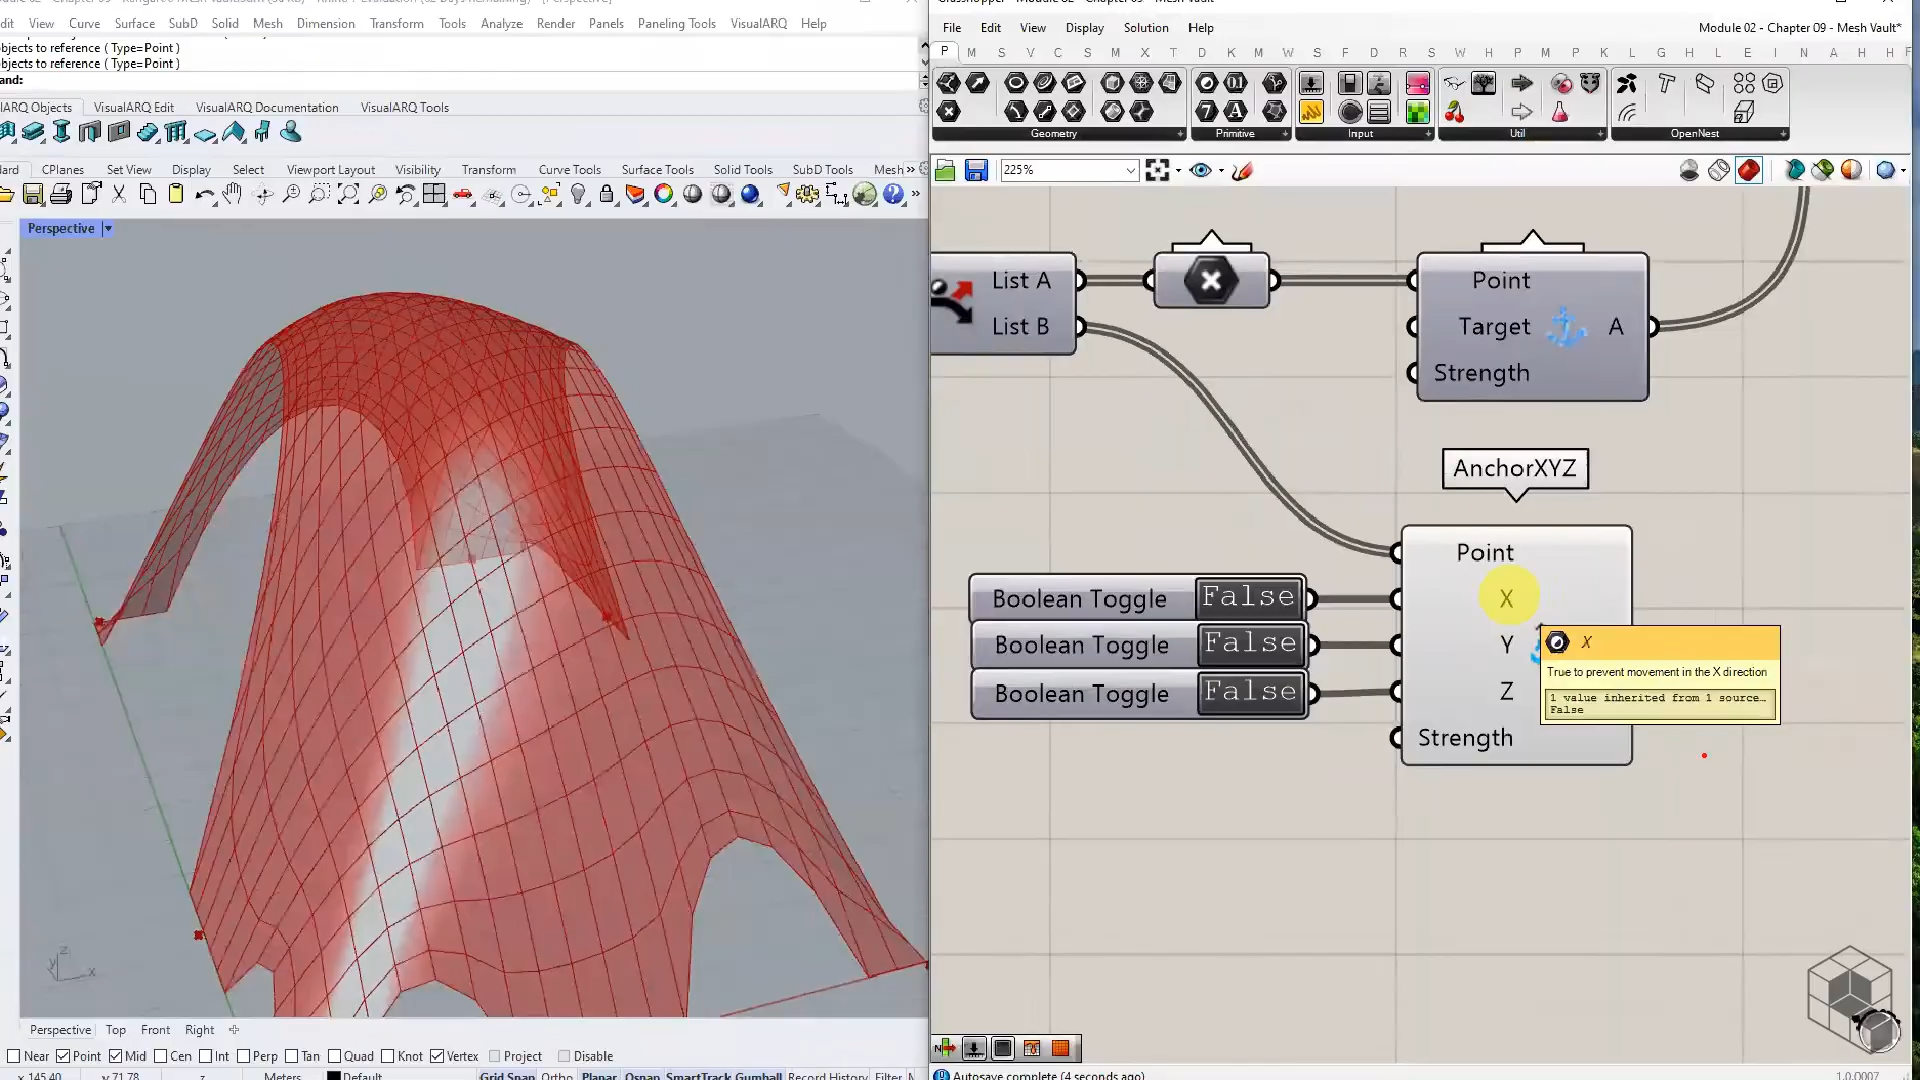 View Curve Surface SubD Solid Mesh Dimension Transform Tools Analyze Render Panels Paneling Tools VisualARQ Help
bjects to reference ( Type=Point )
bjects to reference ( Type=Point )
and:
ARQ Objects VisualARQ Edit VisualARQ Documentation VisualARQ Tools
dard CPlanes Set View Display Select Viewport Layout Visibility Transform Curve Tools Surface Tools Solid Tools SubD Tools Mesh »
Perspective
z
y
x
Perspective Top Front Right
Near Point Mid Cen Int Perp Tan Quad Knot Vertex Project Disable
x 145.40 y 71.78 z Meters Default Grid Snap Ortho Planar Osnap SmartTrack Gumball Record History Filter
File Edit View Display Solution Help
Module 02 - Chapter 09 - Mesh Vault*
P M S V C S M X T D K M W S F D R S W U P M P K L G H B E I N A H H F
Geometry Primitive Input Util OpenNest
225%
List A
List B
Point
Target
Strength
A
AnchorXYZ
Point
X
Y
Z
Strength
Boolean Toggle False
Boolean Toggle False
Boolean Toggle False
X
True to prevent movement in the X direction
1 value inherited from 1 source...
False
Autosave complete (4 seconds ago)
1.0.0007